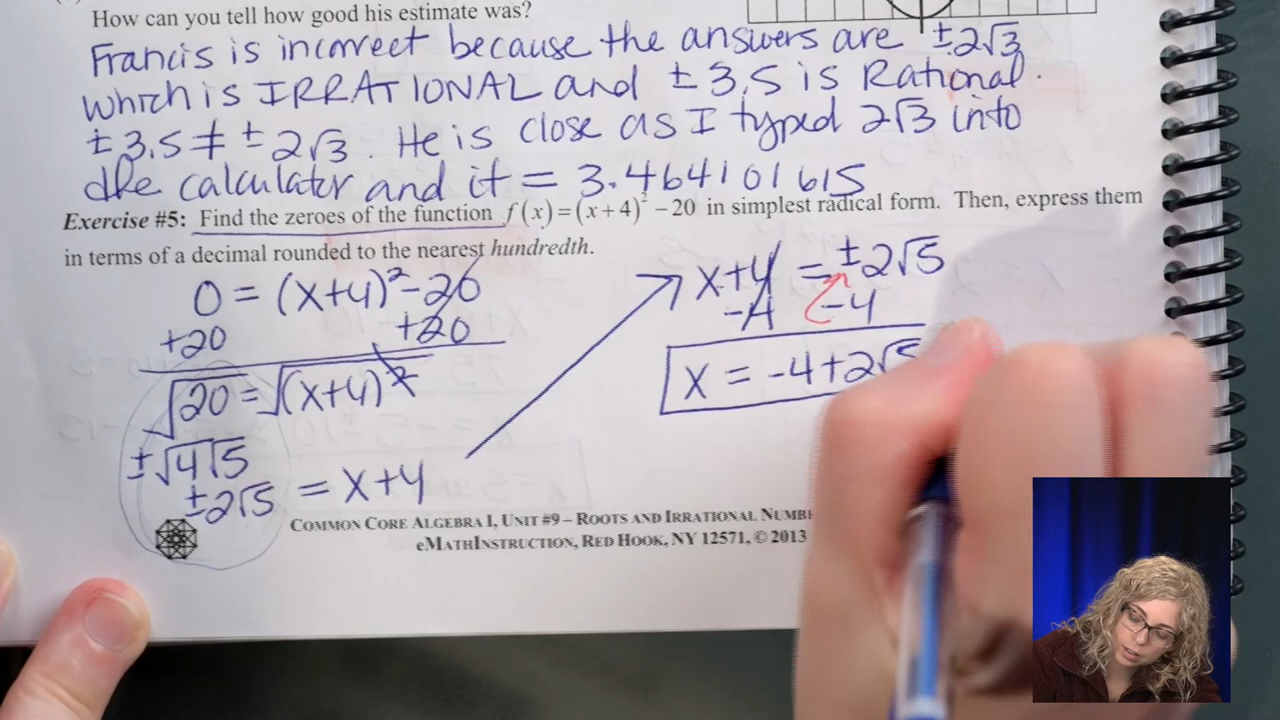 How can you tell how good his estimate was?
Francis is incorrect because the answers are ±2√3
which is IRRATIONAL and ± 3.5 is Rational.
± 3.5 ≠ ± 2√3. He is close as I typed 2√3 into
the calculater and it = 3.464101615
Exercise #5: Find the zeroes of the function f(x)=(x+4)²−20 in simplest radical form. Then, express them
in terms of a decimal rounded to the nearest hundredth.
0 = (x+4)²-20
+20 +20
√20 = √(x+4)²
±√4√5
±2√5 = x+4
x+4 = ±2√5
-4 -4
x = -4+2√5
COMMON CORE ALGEBRA I, UNIT #9 – ROOTS AND IRRATIONAL
EMATHINSTRUCTION, RED HOOK, NY 12571, © 2013